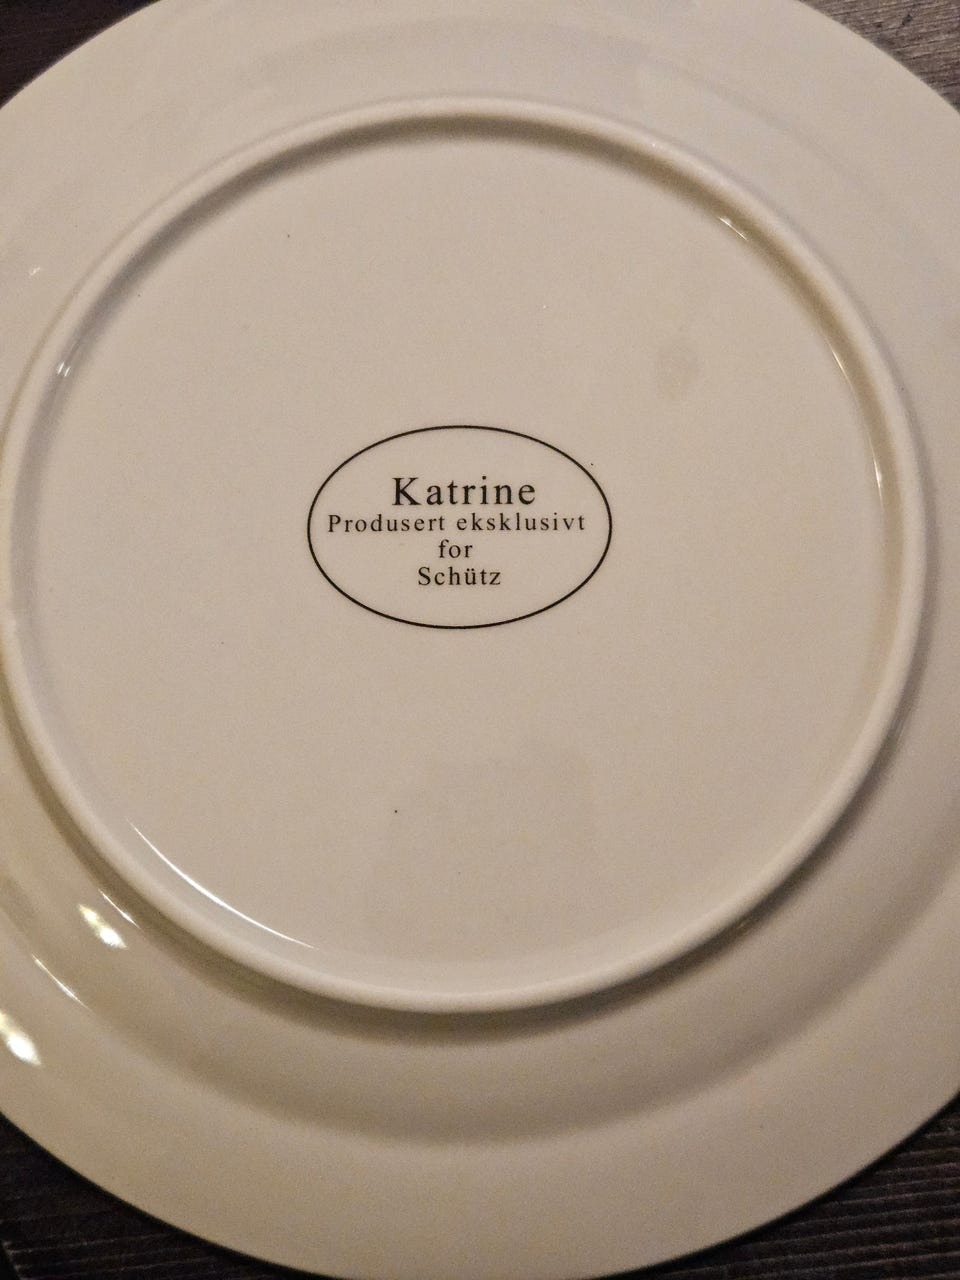 Katrine
Produsert eksklusivt
for
Schütz